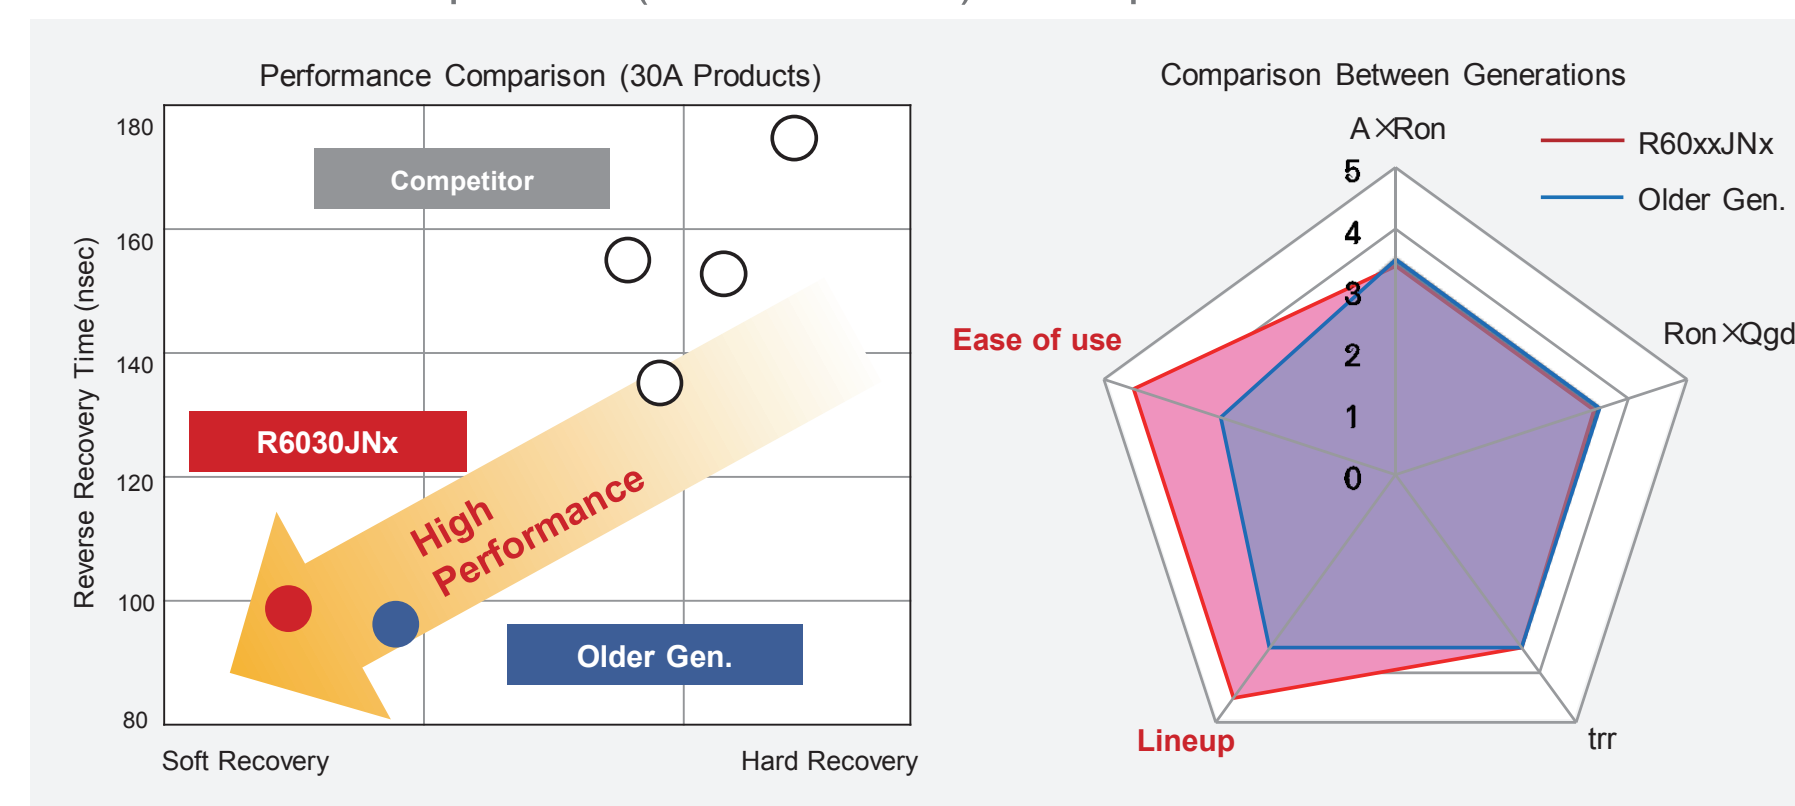 Performance Comparison (30A Products)
180
160
140
120
100
80
Reverse Recovery Time (nsec)
Competitor
R6030JNx
High
Performance
Older Gen.
Soft Recovery
Hard Recovery
Comparison Between Generations
A×Ron
R60xxJNx
Older Gen.
5
4
3
2
1
0
Ease of use
Ron×Qgd
Lineup
trr